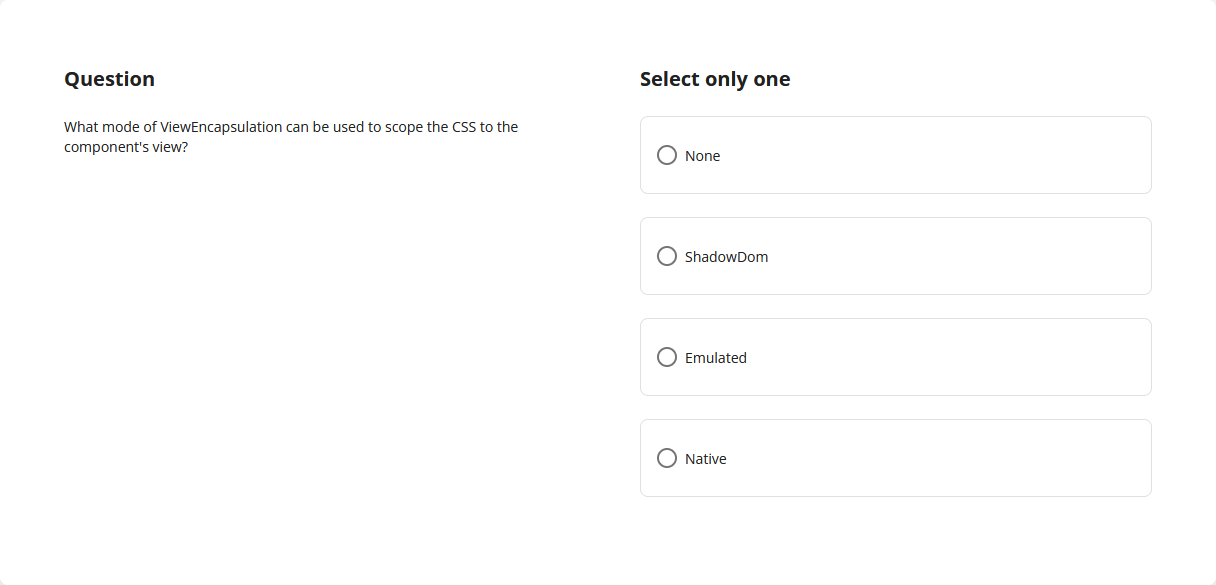 Question
What mode of ViewEncapsulation can be used to scope the CSS to the
component's view?
Select only one
None
ShadowDom
Emulated
Native